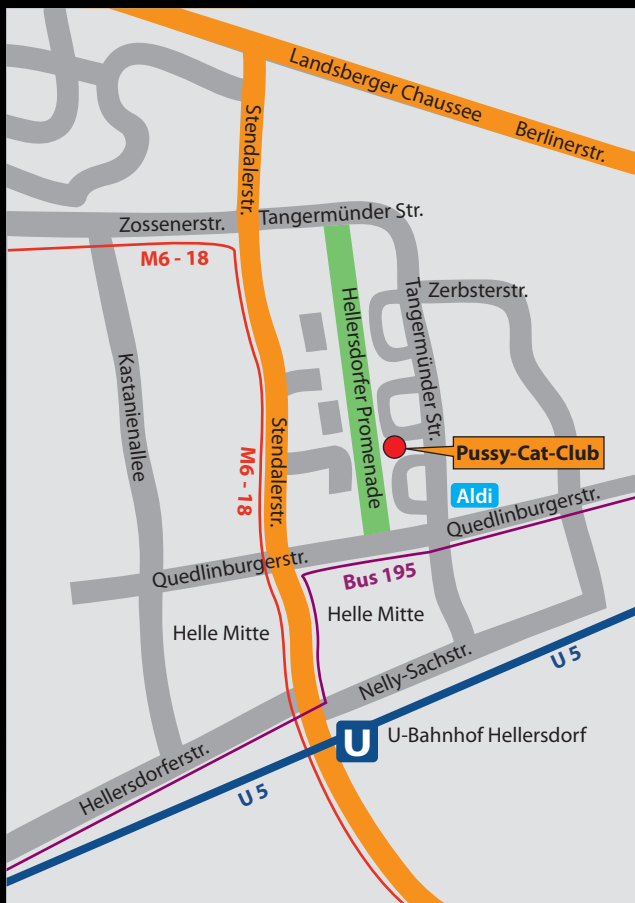 Landsberger Chaussee
Berlinerstr.
Stendalerstr.
Zossenerstr.
Tangermünder Str.
M6 - 18
Zerbsterstr.
Hellersdorfer Promenade
Tangermünder Str.
Kastanienallee
Stendalerstr.
M6 - 18
Pussy-Cat-Club
Aldi
Quedlinburgerstr.
Quedlinburgerstr.
Bus 195
Helle Mitte
Helle Mitte
Nelly-Sachstr.
U 5
U
U-Bahnhof Hellersdorf
Hellersdorferstr.
U 5